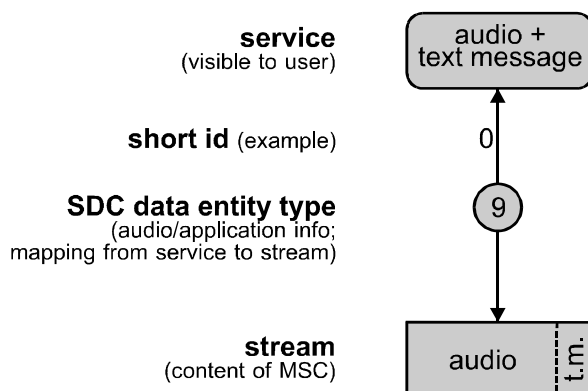 service
(visible to user)
audio +
text message
short id (example)
0
SDC data entity type
(audio/application info;
mapping from service to stream)
9
stream
(content of MSC)
audio
t.m.